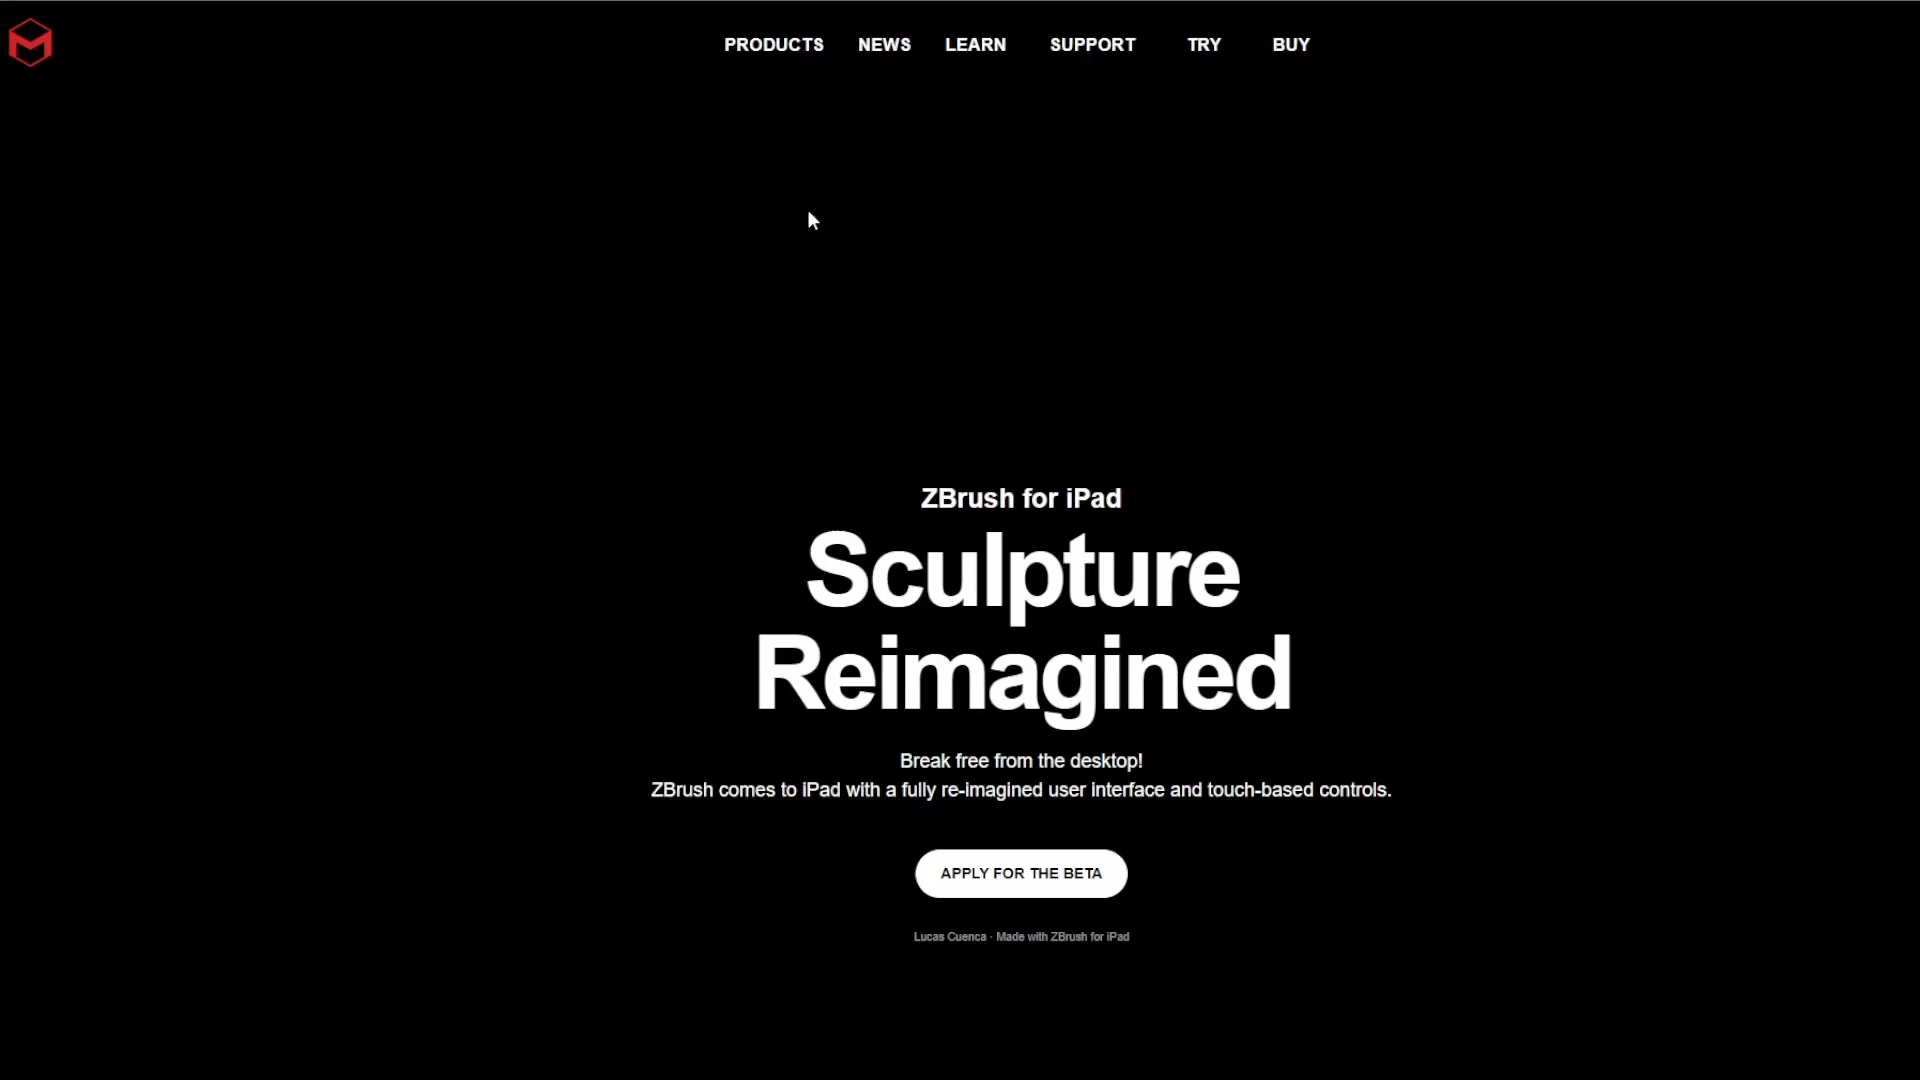 PRODUCTS NEWS LEARN SUPPORT TRY BUY
ZBrush for iPad
Sculpture
Reimagined
Break free from the desktop!
ZBrush comes to iPad with a fully re-imagined user interface and touch-based controls.
APPLY FOR THE BETA
Lucas Cuenca · Made with ZBrush for iPad